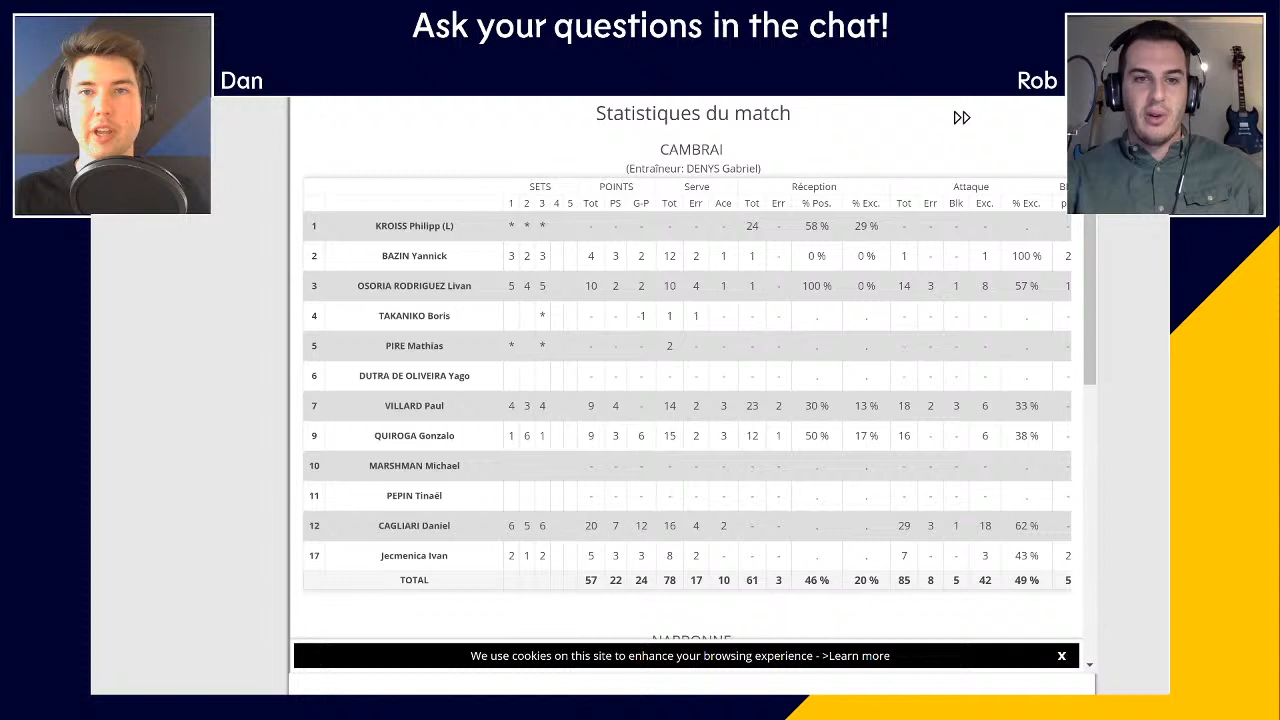 Ask your questions in the chat!
Dan
Rob
Statistiques du match
CAMBRAI
(Entraîneur: DENYS Gabriel)
SETS POINTS Serve Réception Attaque
1 2 3 4 5 Tot PS G-P Tot Err Ace Tot Err % Pos. % Exc. Tot Err Blk Exc. % Exc.
1 KROISS Philipp (L) * * * - - - - - - 24 - 58 % 29 % - - - - .
2 BAZIN Yannick 3 2 3 4 3 2 12 2 1 1 - 0 % 0 % 1 - - 1 100 % 2
3 OSORIA RODRIGUEZ Livan 5 4 5 10 2 2 10 4 1 1 - 100 % 0 % 14 3 1 8 57 % 1
4 TAKANIKO Boris * - - -1 1 1 - - - . . - - - - . -
5 PIRE Mathias * * - - - 2 - - - - . . - - - - . -
6 DUTRA DE OLIVEIRA Yago - - - - - - - - . . - - - - . -
7 VILLARD Paul 4 3 4 9 4 - 14 2 3 23 2 30 % 13 % 18 2 3 6 33 % -
9 QUIROGA Gonzalo 1 6 1 9 3 6 15 2 3 12 1 50 % 17 % 16 - - 6 38 % -
10 MARSHMAN Michael - - - - - - - - . . - - - - . -
11 PEPIN Tinaël - - - - - - - - . . - - - - . -
12 CAGLIARI Daniel 6 5 6 20 7 12 16 4 2 - - . . 29 3 1 18 62 % -
17 Jecmenica Ivan 2 1 2 5 3 3 8 2 - - - . . 7 - - 3 43 % 2
TOTAL 57 22 24 78 17 10 61 3 46 % 20 % 85 8 5 42 49 % 5
NARBONNE
We use cookies on this site to enhance your browsing experience - >Learn more X